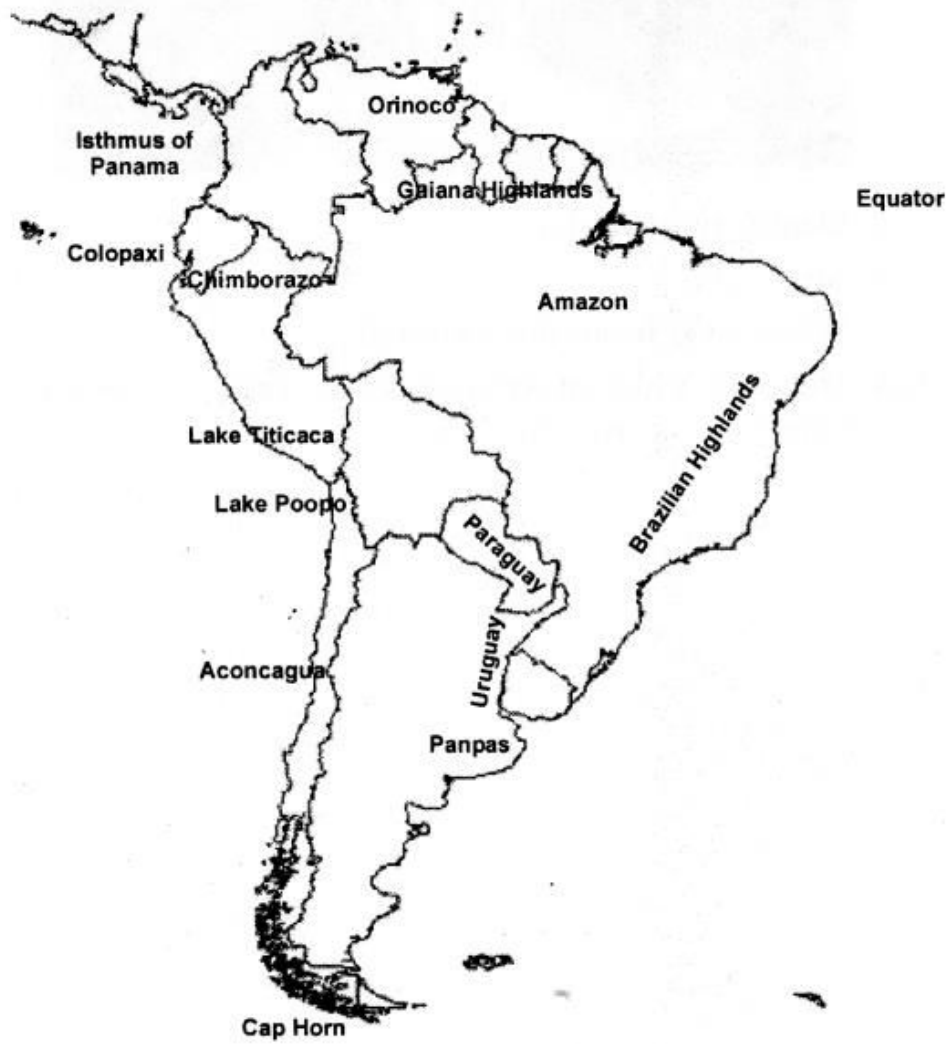 Orinoco
Isthmus of
Panama
Gaiana Highlands
Equator
Colopaxi
Chimborazo
Amazon
Brazilian Highlands
Lake Titicaca
Lake Poopo
Paraguay
Uruguay
Aconcagua
Panpas
Cap Horn